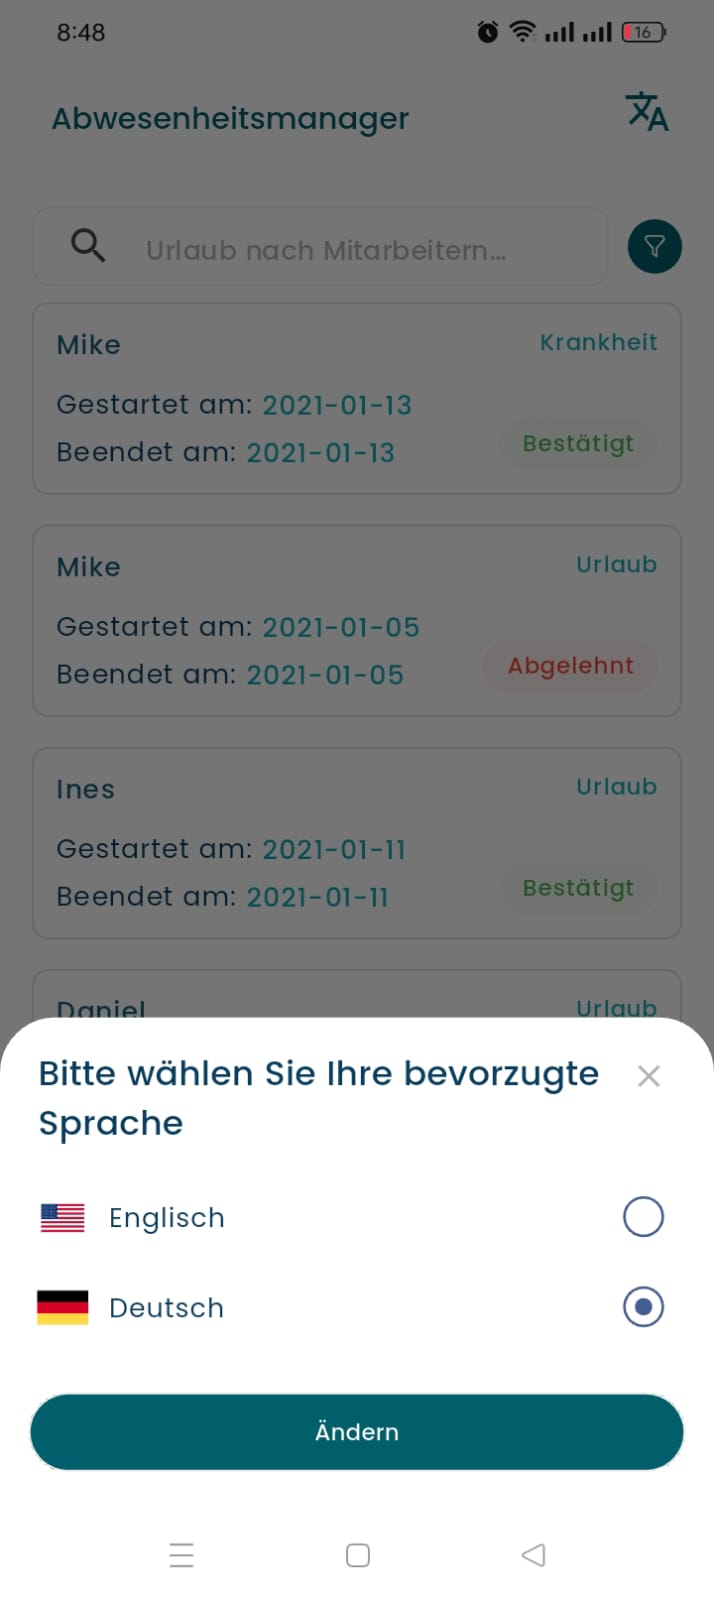 8:48
16
Abwesenheitsmanager
Urlaub nach Mitarbeitern...
Mike
Krankheit
Gestartet am: 2021-01-13
Beendet am: 2021-01-13
Bestätigt
Mike
Urlaub
Gestartet am: 2021-01-05
Beendet am: 2021-01-05
Abgelehnt
Ines
Urlaub
Gestartet am: 2021-01-11
Beendet am: 2021-01-11
Bestätigt
Daniel
Urlaub
Bitte wählen Sie Ihre bevorzugte
Sprache
Englisch
Deutsch
Ändern